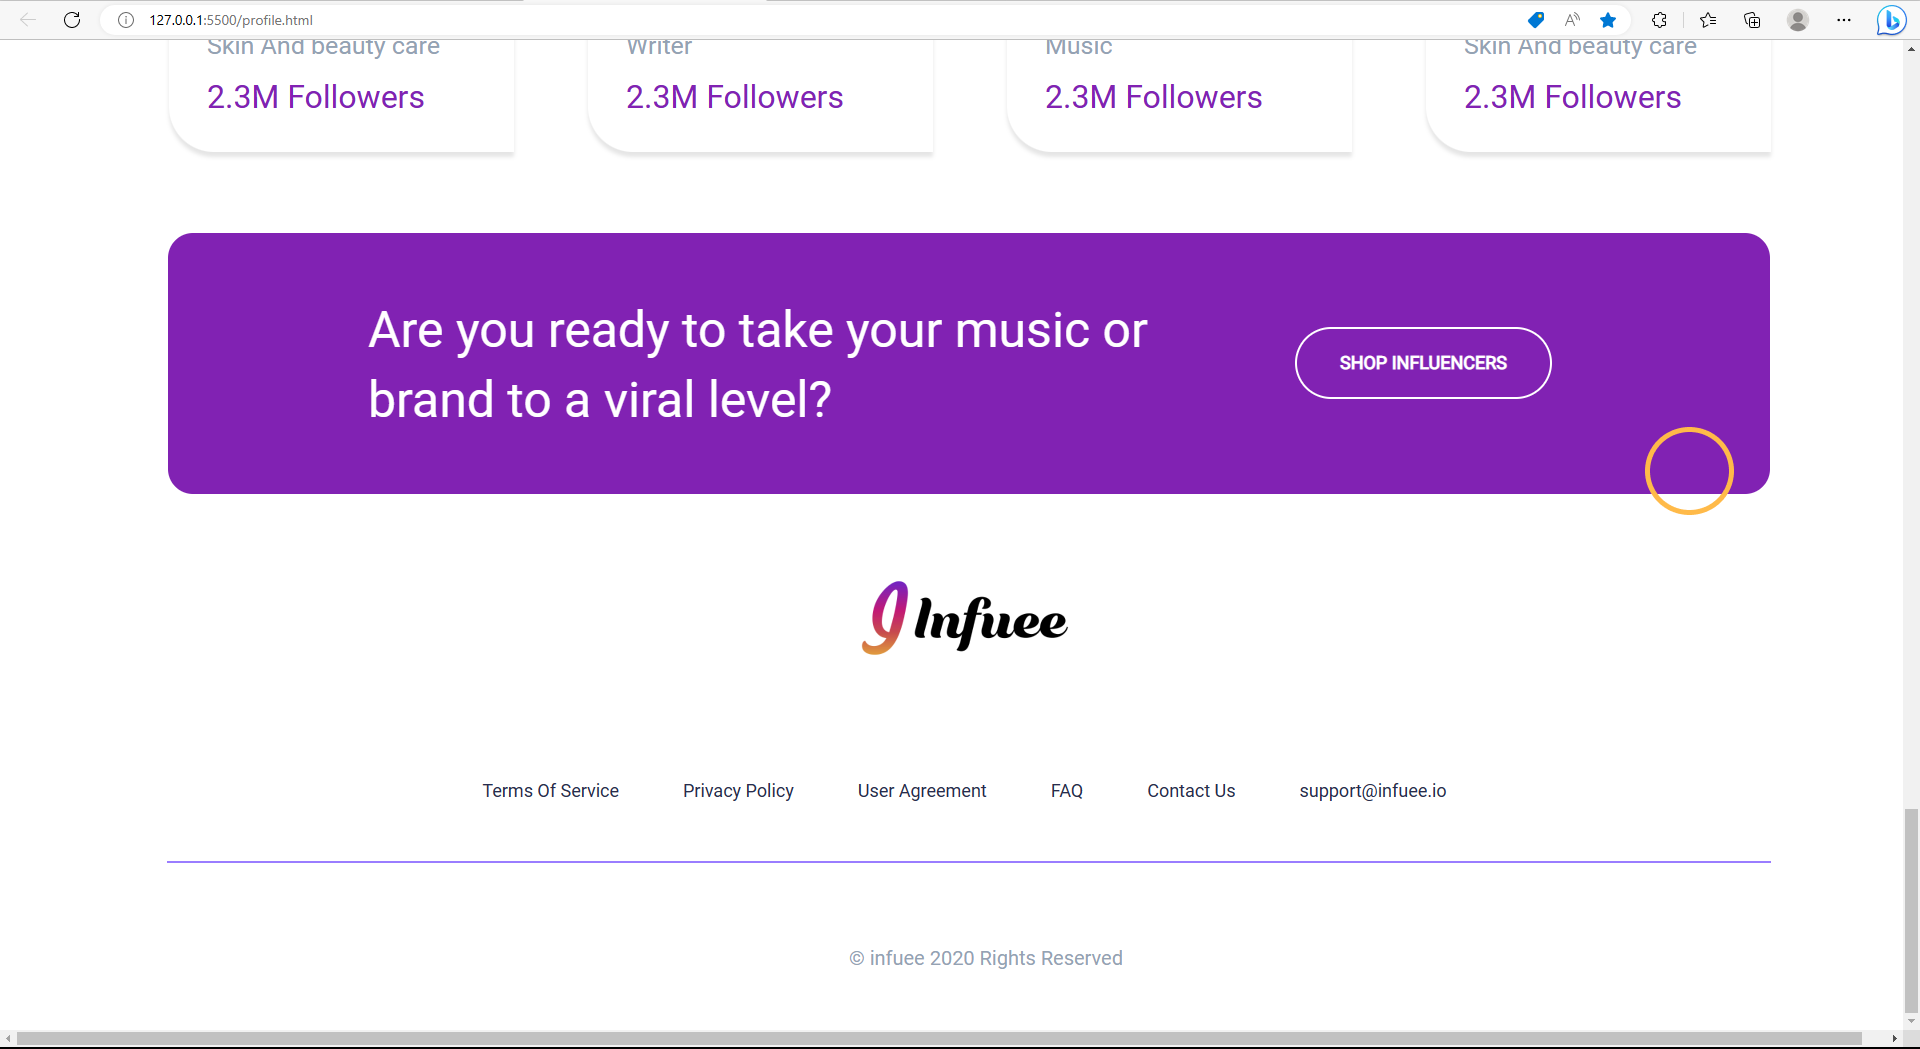 127.0.0.1:5500/profile.html
Skin And beauty care
Writer
Music
Skin And beauty care
2.3M Followers
2.3M Followers
2.3M Followers
2.3M Followers
Are you ready to take your music or
brand to a viral level?
SHOP INFLUENCERS
Infuee
Terms Of Service
Privacy Policy
User Agreement
FAQ
Contact Us
support@infuee.io
© infuee 2020 Rights Reserved